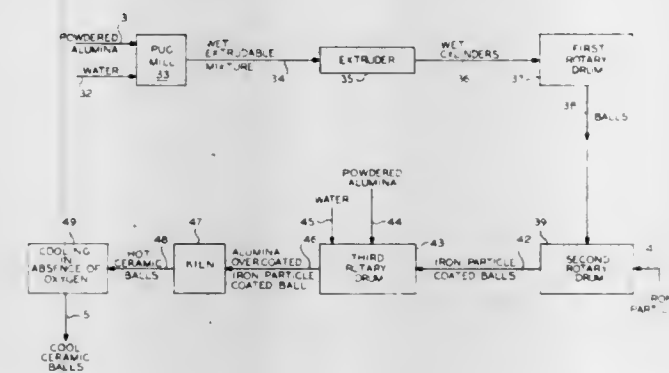 3
POWDERED
ALUMINA
WATER
32
PUG
MILL
33
WET
EXTRUDABLE
MIXTURE
34
EXTRUDER
35
WET
CYLINDERS
36
37
FIRST
ROTARY
DRUM
38
BALLS
POWDERED
ALUMINA
WATER
45
44
49
COOLING
IN
ABSENCE OF
OXYGEN
48
HOT
CERAMIC
BALLS
47
KILN
46
ALUMINA
OVERCOATED
IRON PARTICLE
COATED BALL
43
THIRD
ROTARY
DRUM
42
IRON PARTICLE
COATED BALLS
39
SECOND
ROTARY
DRUM
4
5
COOL
CERAMIC
BALLS